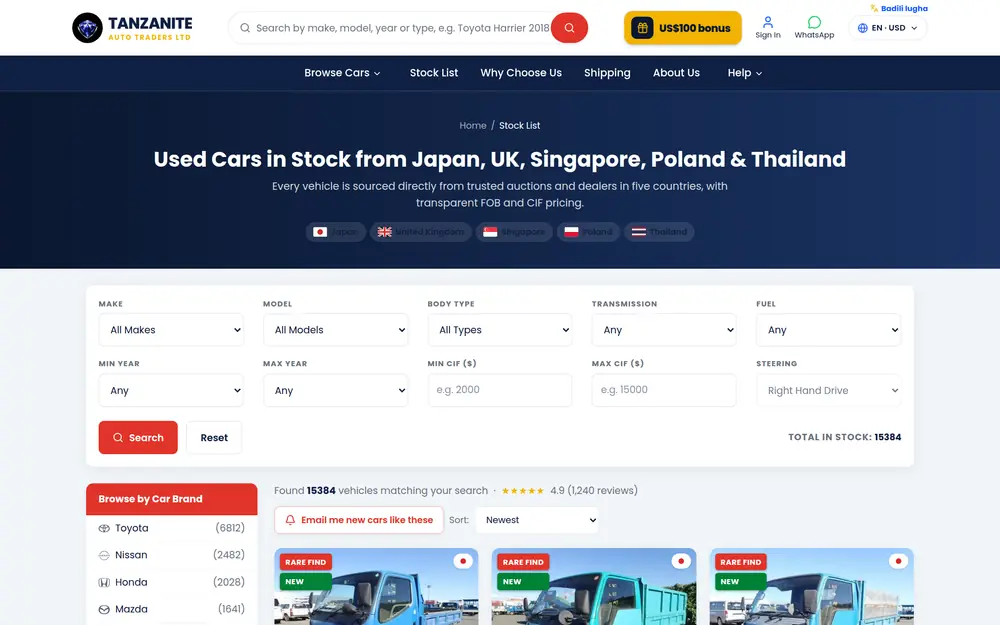 Badili lugha
TANZANITE
AUTO TRADERS LTD
Search by make, model, year or type, e.g. Toyota Harrier 2018
US$100 bonus
Sign In
WhatsApp
EN · USD
Browse Cars
Stock List
Why Choose Us
Shipping
About Us
Help
Home / Stock List
Used Cars in Stock from Japan, UK, Singapore, Poland & Thailand
Every vehicle is sourced directly from trusted auctions and dealers in five countries, with
transparent FOB and CIF pricing.
Japan
United Kingdom
Singapore
Poland
Thailand
MAKE
MODEL
BODY TYPE
TRANSMISSION
FUEL
All Makes
All Models
All Types
Any
Any
MIN YEAR
MAX YEAR
MIN CIF ($)
MAX CIF ($)
STEERING
Any
Any
e.g. 2000
e.g. 15000
Right Hand Drive
Search
Reset
TOTAL IN STOCK: 15384
Browse by Car Brand
Toyota (6812)
Nissan (2482)
Honda (2028)
Mazda (1641)
Found 15384 vehicles matching your search · ★★★★★ 4.9 (1,240 reviews)
Email me new cars like these
Sort:
Newest
RARE FIND
NEW
RARE FIND
NEW
RARE FIND
NEW